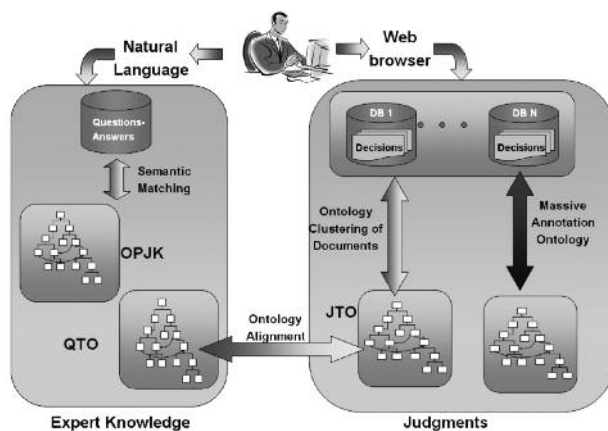 Natural
Language
Web
browser
Questions-
Answers
Semantic
Matching
OPJK
QTO
Expert Knowledge
DB 1
Decisions
DB N
Decisions
Ontology
Clustering of
Documents
Massive
Annotation
Ontology
JTO
Ontology
Alignment
Judgments